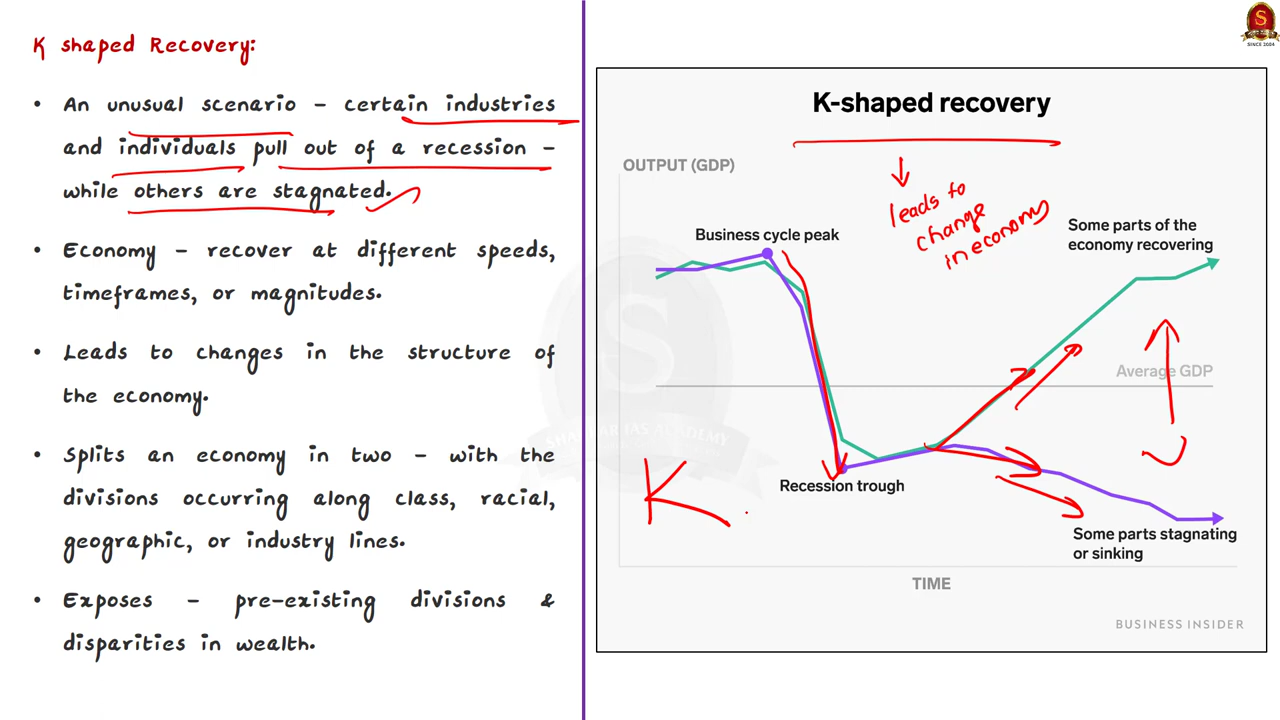 K shaped Recovery:
• An unusual scenario – certain industries
and individuals pull out of a recession –
while others are stagnated.
• Economy – recover at different speeds,
timeframes, or magnitudes.
• Leads to changes in the structure of
the economy.
• Splits an economy in two – with the
divisions occurring along class, racial,
geographic, or industry lines.
• Exposes – pre-existing divisions &
disparities in wealth.
S
SINCE 2004
K-shaped recovery
OUTPUT (GDP)
leads to
change
in economy
Business cycle peak
Some parts of the
economy recovering
Average GDP
Recession trough
K
Some parts stagnating
or sinking
TIME
BUSINESS INSIDER